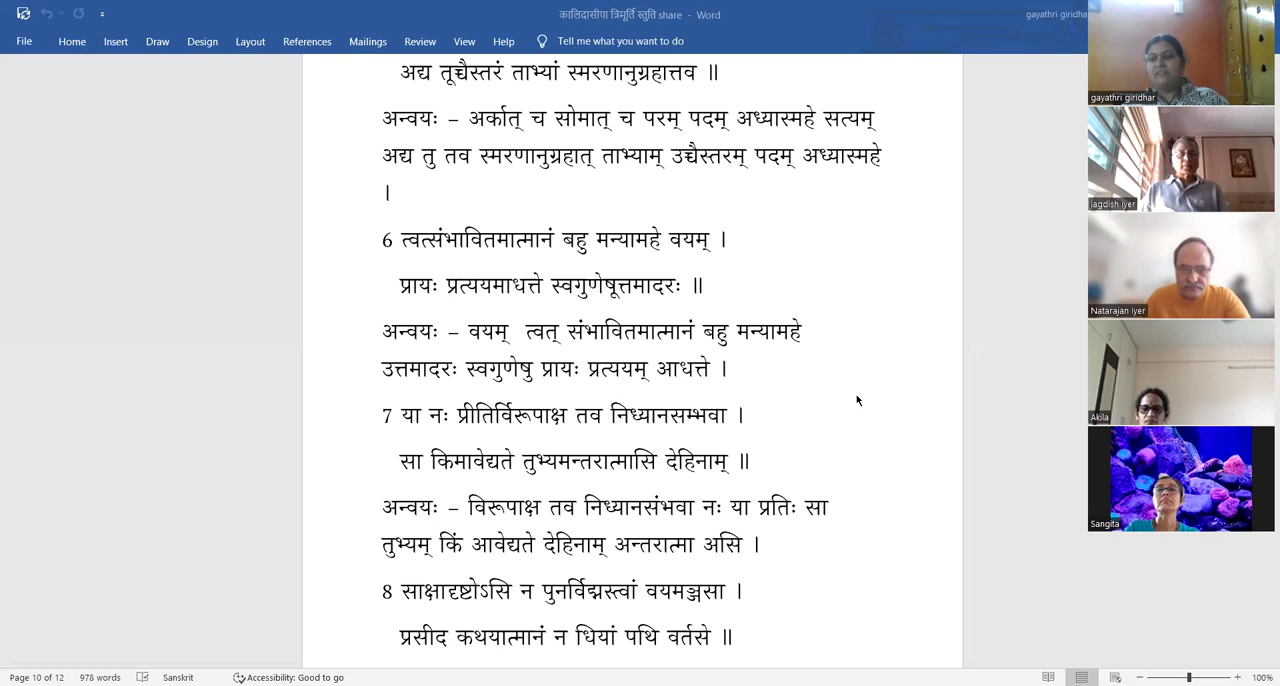 कालिदासीया त्रिमूर्ति स्तुति share - Word
gayathri giridha
File Home Insert Draw Design Layout References Mailings Review View Help Tell me what you want to do
अद्य तूच्चैस्तरं ताभ्यां स्मरणानुग्रहात्तव ॥
अन्वयः – अर्कात् च सोमात् च परम् पदम् अध्यास्महे सत्यम्
अद्य तु तव स्मरणानुग्रहात् ताभ्याम् उच्चैस्तरम् पदम् अध्यास्महे
।
6 त्वत्संभावितमात्मानं बहु मन्यामहे वयम् ।
प्रायः प्रत्ययमाधत्ते स्वगुणेषूत्तमादरः ॥
अन्वयः – वयम् त्वत् संभावितमात्मानं बहु मन्यामहे
उत्तमादरः स्वगुणेषु प्रायः प्रत्ययम् आधत्ते ।
7 या नः प्रीतिर्विरूपाक्ष तव निध्यानसम्भवा ।
सा किमावेद्यते तुभ्यमन्तरात्मासि देहिनाम् ॥
अन्वयः – विरूपाक्ष तव निध्यानसंभवा नः या प्रतिः सा
तुभ्यम् किं आवेद्यते देहिनाम् अन्तरात्मा असि ।
8 साक्षादृष्टोऽसि न पुनर्विद्मस्त्वां वयमञ्जसा ।
प्रसीद कथयात्मानं न धियां पथि वर्तसे ॥
gayathri giridhar
jagdish iyer
Natarajan Iyer
Akila
Sangita
Page 10 of 12 978 words Sanskrit Accessibility: Good to go 100%